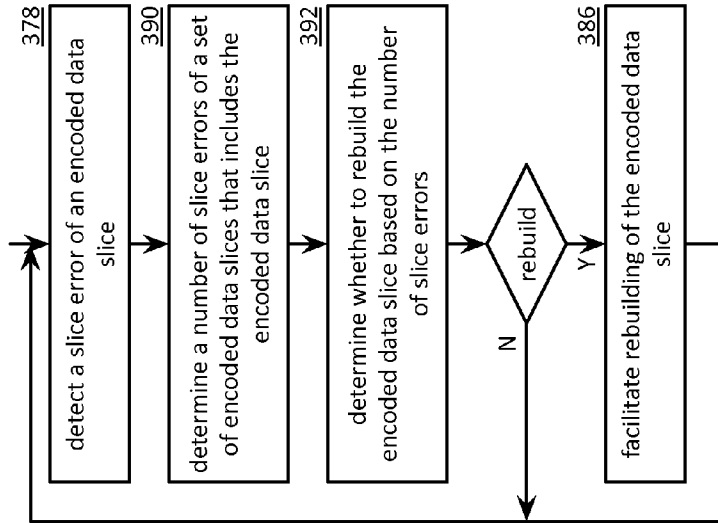 378
detect a slice error of an encoded data
slice
390
determine a number of slice errors of a set
of encoded data slices that includes the
encoded data slice
392
determine whether to rebuild the
encoded data slice based on the number
of slice errors
rebuild
N
Y
386
facilitate rebuilding of the encoded data
slice